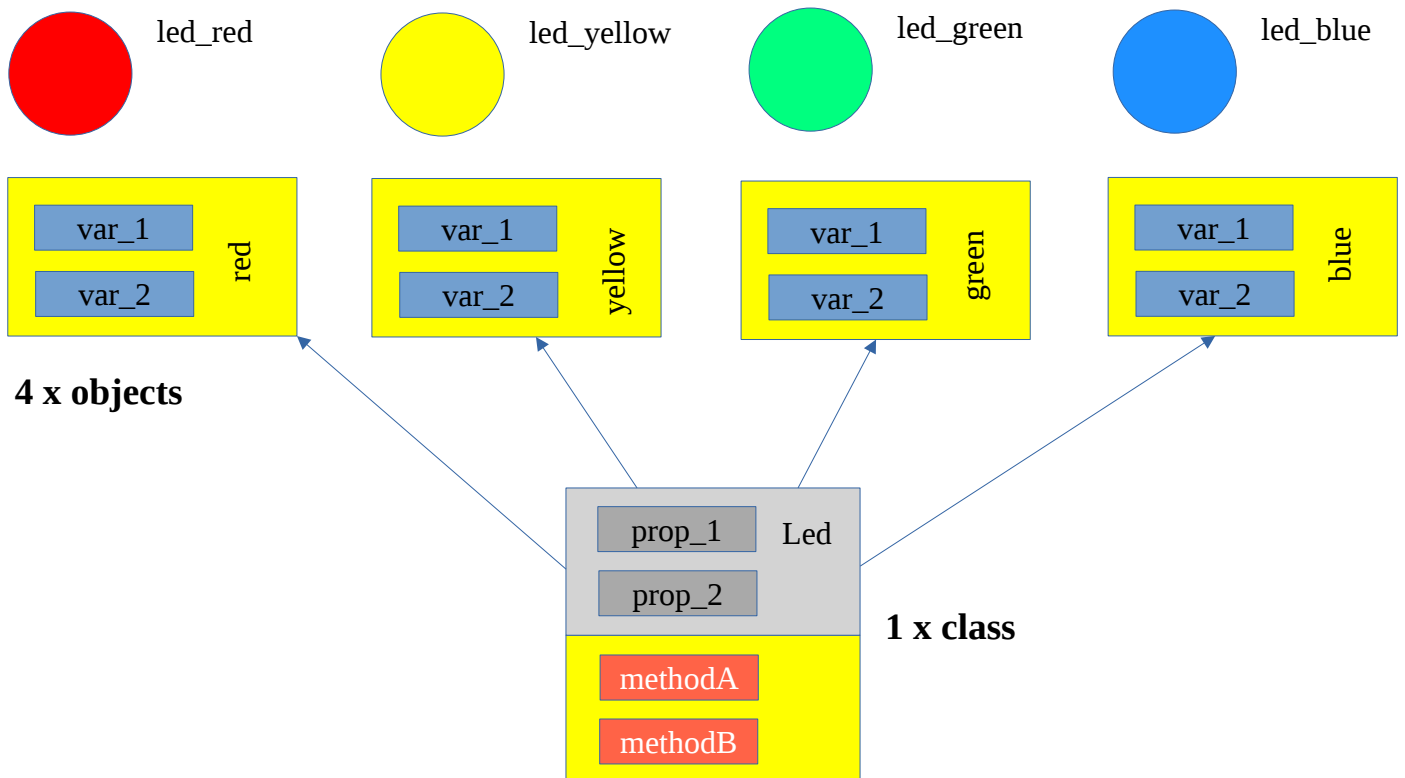 led_red
led_yellow
led_green
led_blue
var_1
var_2
red
var_1
var_2
yellow
var_1
var_2
green
var_1
var_2
blue
4 x objects
prop_1
Led
prop_2
1 x class
methodA
methodB